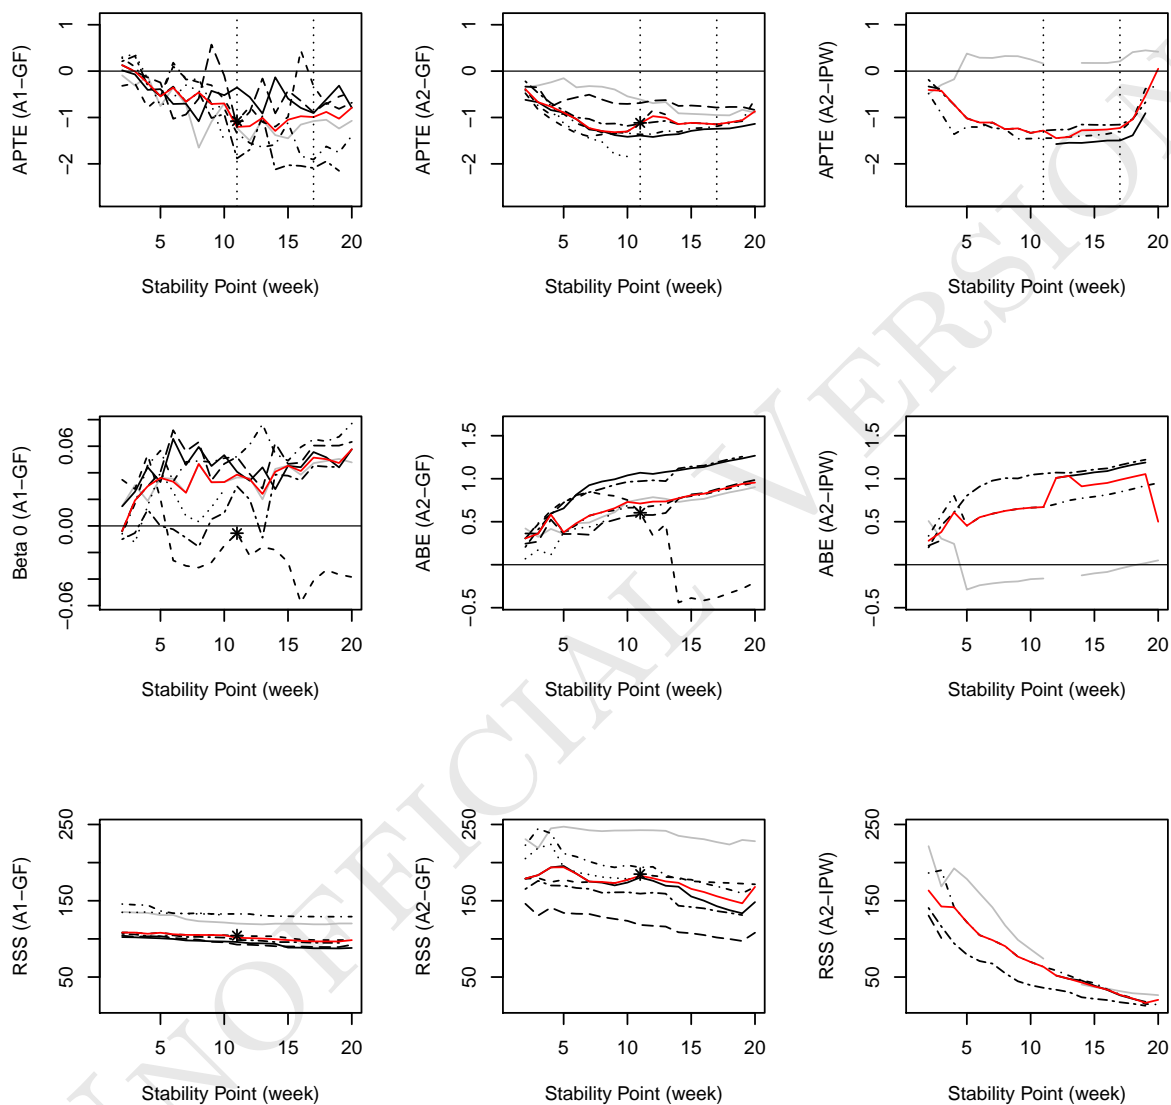 APTE (A1−GF)
1
0
−1
−2
5 10 15 20
Stability Point (week)
APTE (A2−GF)
1
0
−1
−2
5 10 15 20
Stability Point (week)
APTE (A2−IPW)
1
0
−1
−2
5 10 15 20
Stability Point (week)
Beta 0 (A1−GF)
0.06
0.00
−0.06
5 10 15 20
Stability Point (week)
ABE (A2−GF)
1.5
1.0
0.5
−0.5
5 10 15 20
Stability Point (week)
ABE (A2−IPW)
1.5
1.0
0.5
−0.5
5 10 15 20
Stability Point (week)
RSS (A1−GF)
250
150
50
5 10 15 20
Stability Point (week)
RSS (A2−GF)
250
150
50
5 10 15 20
Stability Point (week)
RSS (A2−IPW)
250
150
50
5 10 15 20
Stability Point (week)
UNOFFICIAL VERSION